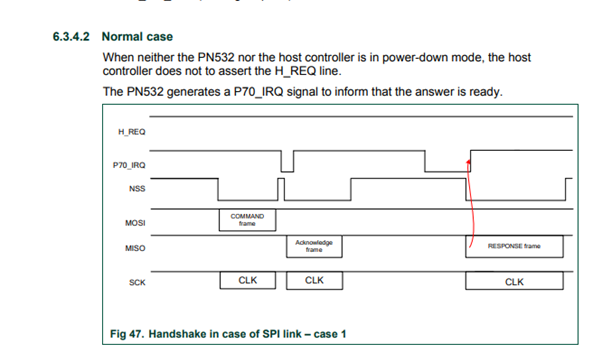 6.3.4.2 Normal case
When neither the PN532 nor the host controller is in power-down mode, the host
controller does not to assert the H_REQ line.
The PN532 generates a P70_IRQ signal to inform that the answer is ready.
H_REQ
P70_IRQ
NSS
MOSI
COMMAND
frame
MISO
Acknowledge
frame
RESPONSE frame
SCK
CLK
CLK
CLK
Fig 47. Handshake in case of SPI link – case 1